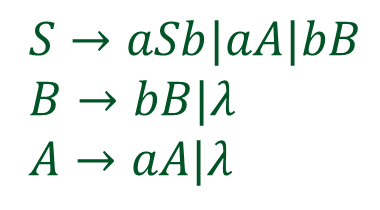 S → aSb|aA|bB
B → bB|λ
A → aA|λ